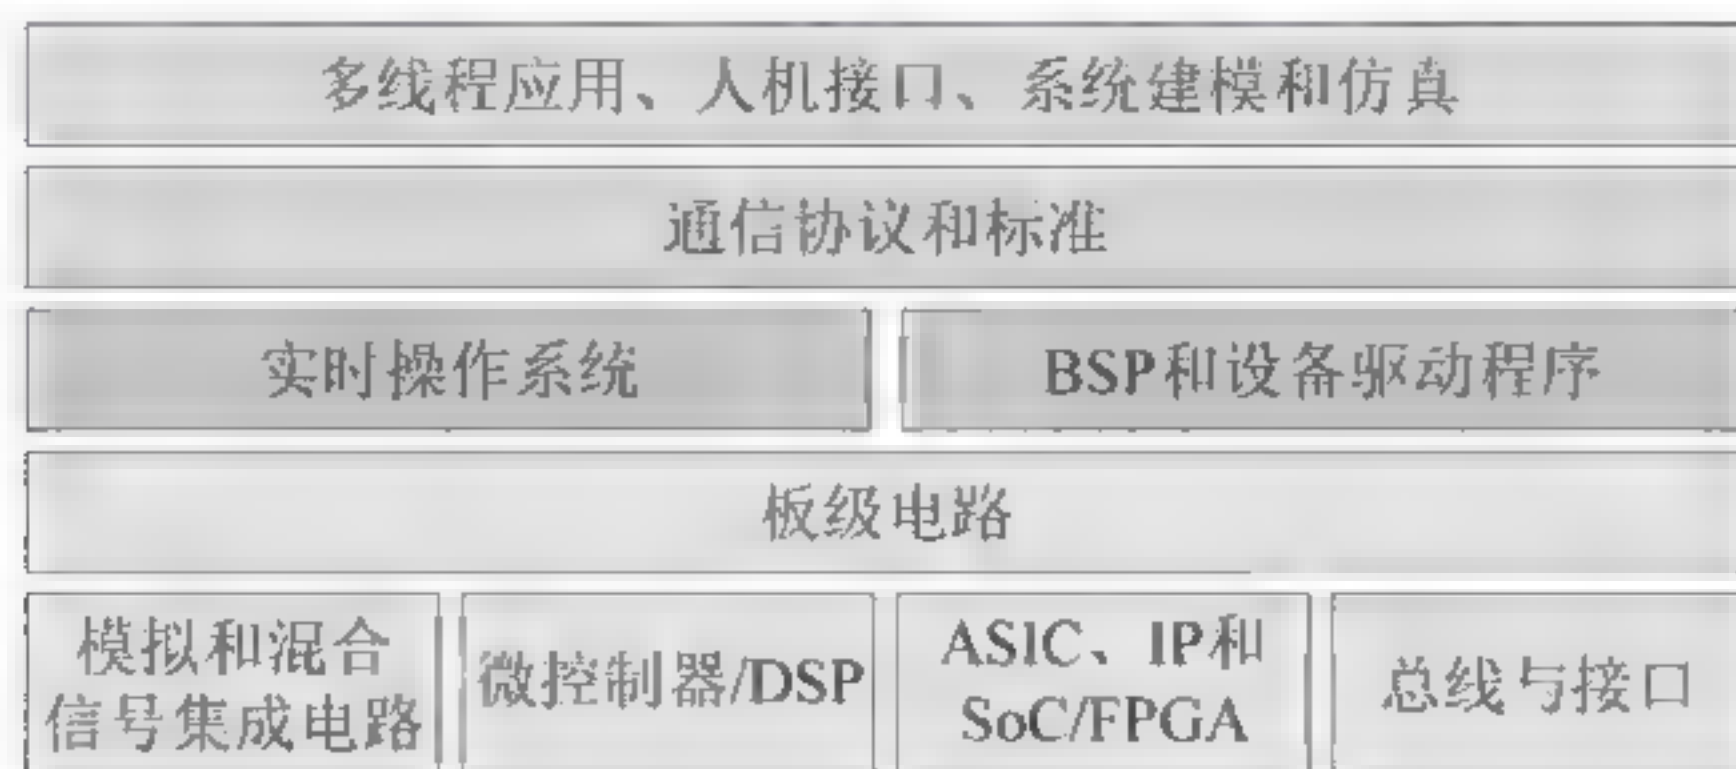 多线程应用、人机接口、系统建模和仿真
通信协议和标准
实时操作系统
BSP和设备驱动程序
板级电路
模拟和混合
信号集成电路
微控制器/DSP
ASIC、IP和
SoC/FPGA
总线与接口